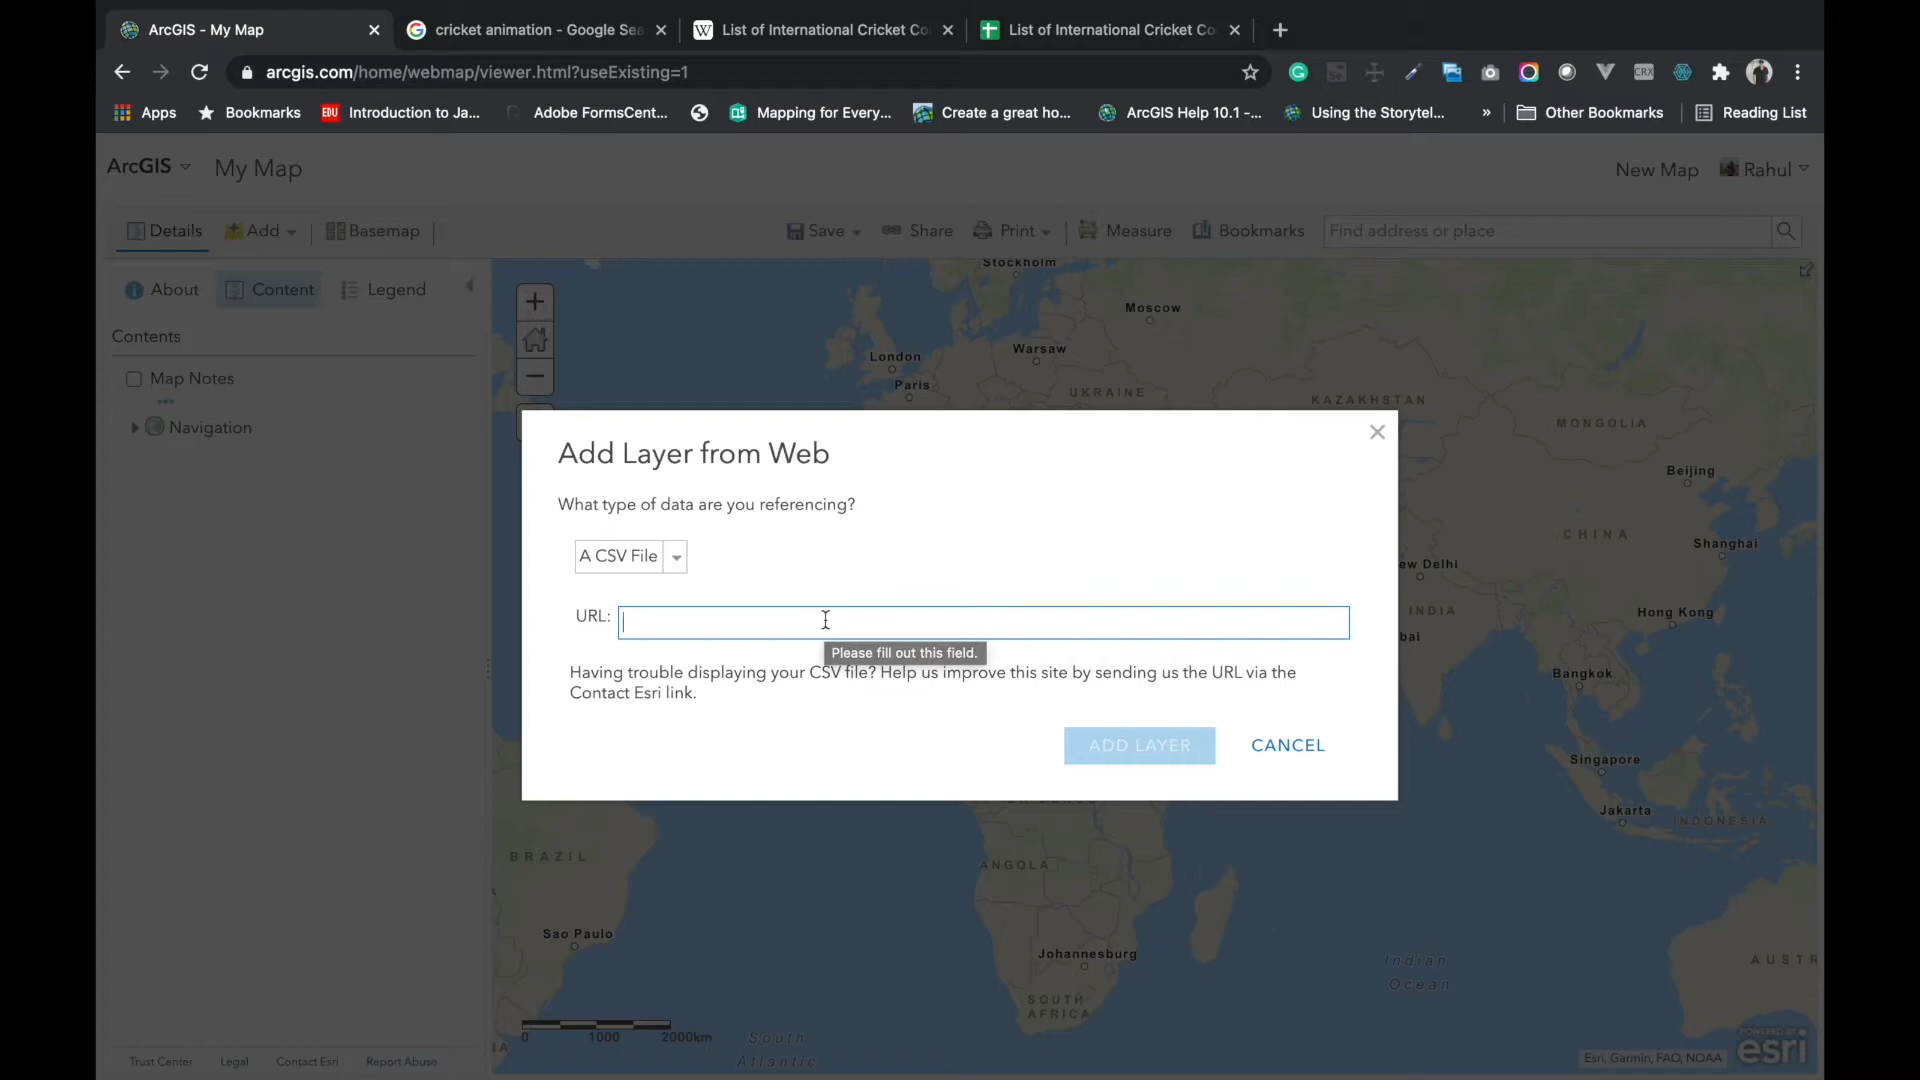 ArcGIS - My Map
cricket animation - Google Sea
List of International Cricket Co
List of International Cricket Co
arcgis.com/home/webmap/viewer.html?useExisting=1
Apps
Bookmarks
EDU Introduction to Ja...
Adobe FormsCent...
Mapping for Every...
Create a great ho...
ArcGIS Help 10.1 -...
Using the Storytel...
»
Other Bookmarks
Reading List
ArcGIS
My Map
New Map
Rahul
Details
Add
Basemap
Save
Share
Print
Measure
Bookmarks
Find address or place
About
Content
Legend
Contents
Map Notes
Navigation
Stockholm
Moscow
London
Warsaw
Paris
UKRAINE
KAZAKHSTAN
MONGOLIA
Beijing
CHINA
Shanghai
ew Delhi
INDIA
Hong Kong
bai
Bangkok
Singapore
Jakarta
INDONESIA
Add Layer from Web
What type of data are you referencing?
A CSV File
URL:
Please fill out this field.
Having trouble displaying your CSV file? Help us improve this site by sending us the URL via the
Contact Esri link.
ADD LAYER
CANCEL
BRAZIL
ANGOLA
Sao Paulo
Johannesburg
Indian
Ocean
AUSTR
SOUTH
AFRICA
0 1000 2000km
South
Atlantic
Trust Center
Legal
Contact Esri
Report Abuse
Esri, Garmin, FAO, NOAA
POWERED BY
esri